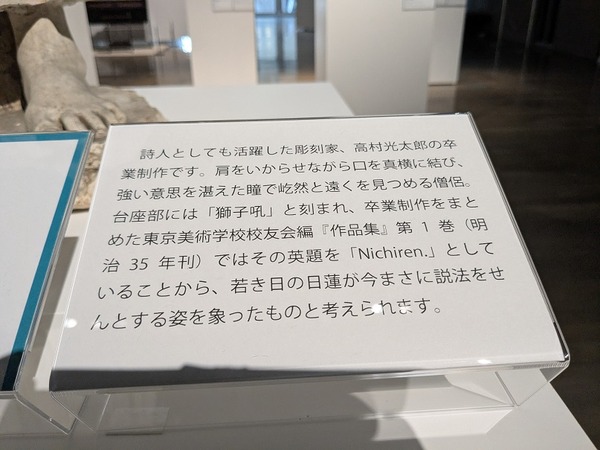 詩人としても活躍した彫刻家、高村光太郎の卒
業制作です。肩をいからせながら口を真横に結び、
強い意思を湛えた瞳で屹然と遠くを見つめる僧侶。
台座部には「獅子吼」と刻まれ、卒業制作をまと
めた東京美術学校校友会編『作品集』第 1 巻（明
治 35 年刊）ではその英題を「Nichiren.」として
いることから、若き日の日蓮が今まさに説法をせ
んとする姿を象ったものと考えられます。